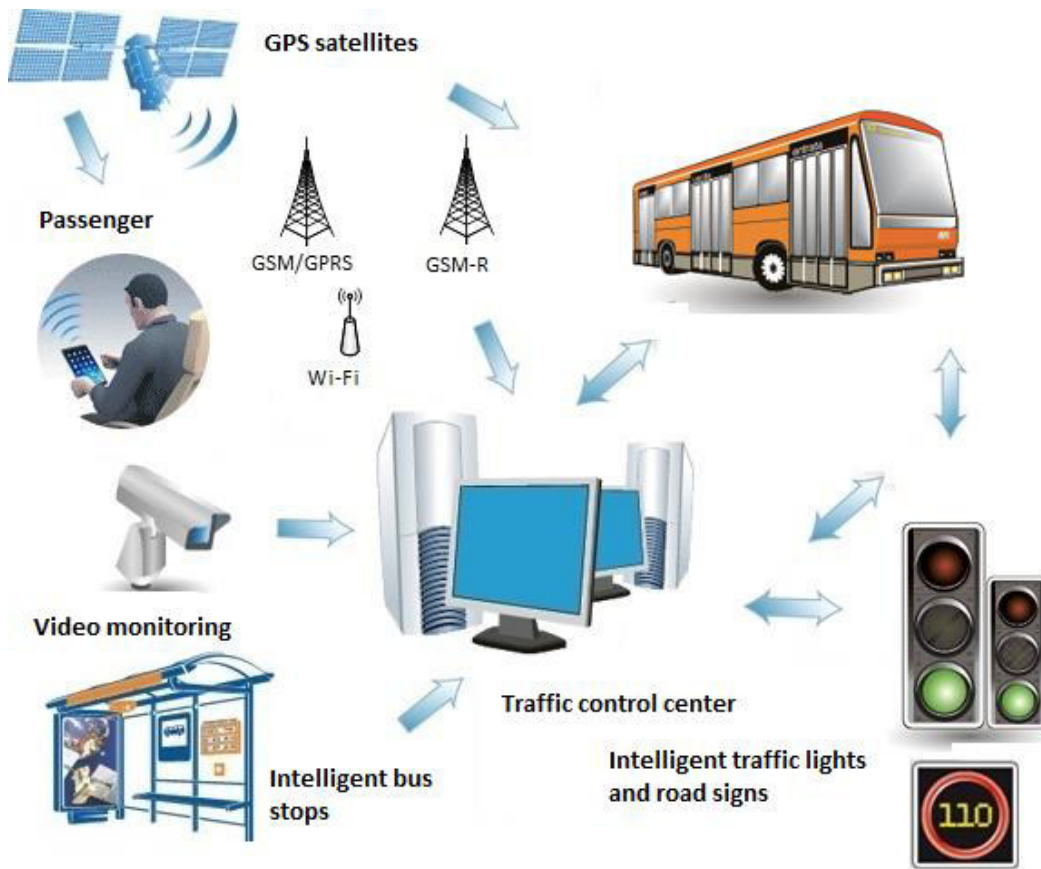 GPS satellites
Passenger
GSM/GPRS
GSM-R
Wi-Fi
Video monitoring
Traffic control center
Intelligent bus
stops
Intelligent traffic lights
and road signs
110